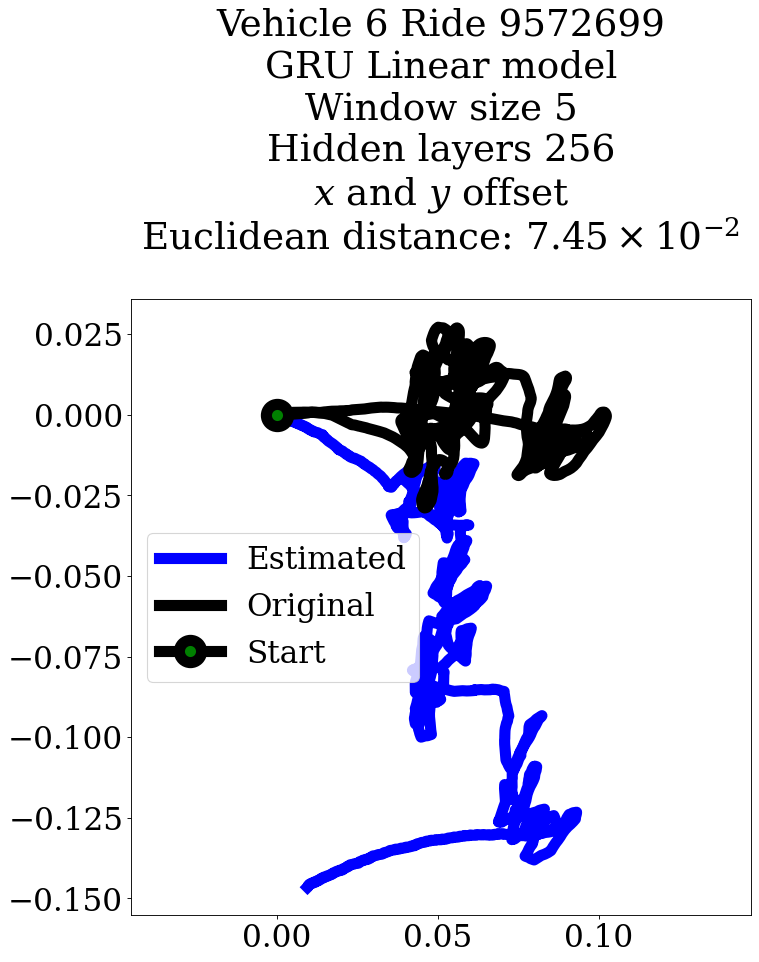 Vehicle 6 Ride 9572699
GRU Linear model
Window size 5
Hidden layers 256
x and y offset
Euclidean distance: 7.45 × 10⁻²
0.025
0.000
−0.025
−0.050
−0.075
−0.100
−0.125
−0.150
Estimated
Original
Start
0.00 0.05 0.10